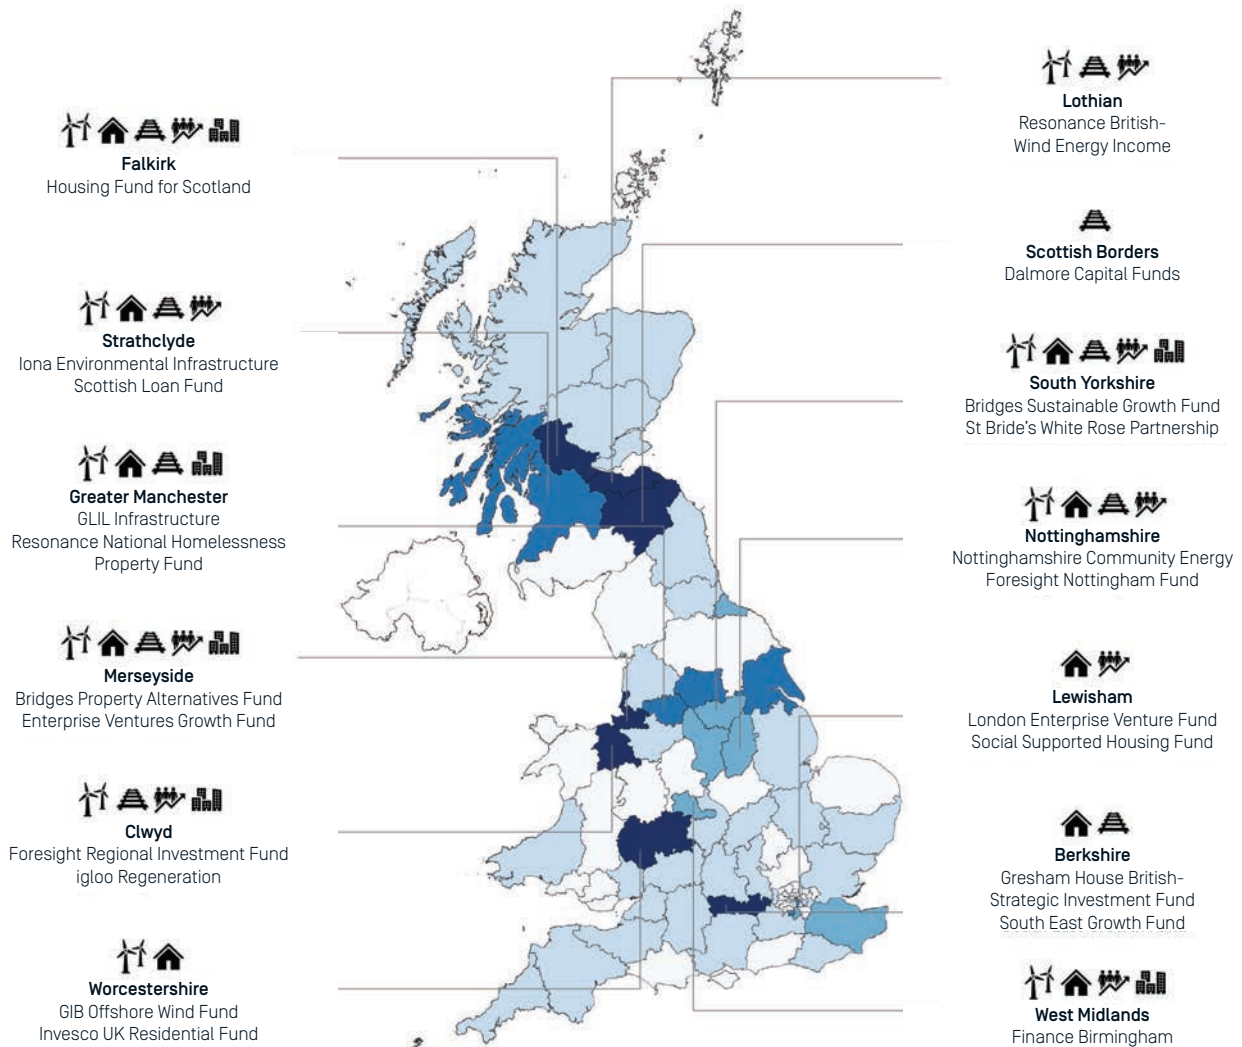 Falkirk
Housing Fund for Scotland
Strathclyde
Iona Environmental Infrastructure
Scottish Loan Fund
Greater Manchester
GLIL Infrastructure
Resonance National Homelessness
Property Fund
Merseyside
Bridges Property Alternatives Fund
Enterprise Ventures Growth Fund
Clwyd
Foresight Regional Investment Fund
igloo Regeneration
Worcestershire
GIB Offshore Wind Fund
Invesco UK Residential Fund
Lothian
Resonance British-
Wind Energy Income
Scottish Borders
Dalmore Capital Funds
South Yorkshire
Bridges Sustainable Growth Fund
St Bride's White Rose Partnership
Nottinghamshire
Nottinghamshire Community Energy
Foresight Nottingham Fund
Lewisham
London Enterprise Venture Fund
Social Supported Housing Fund
Berkshire
Gresham House British-
Strategic Investment Fund
South East Growth Fund
West Midlands
Finance Birmingham